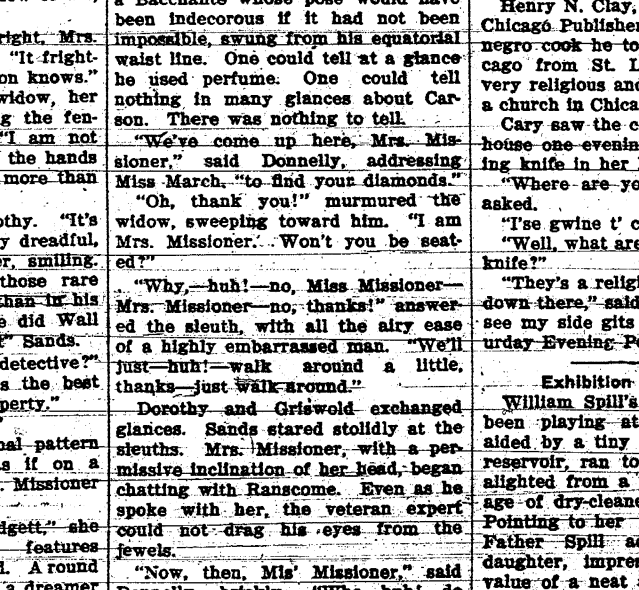 right, Mrs.
"It fright-
on knows."
widow, her
g the fen-
"I am not
the hands
more than
othy. "It's
y dreadful,
er, smiling.
those rare
than in his
e did Wall
Sands.
detective?"
s the best
perty."
nal pattern
s if on a
Missioner
dgett," she
features
A round
a dreamer
a Bacchante whose pose would have
been indecorous if it had not been
impossible, swung from his equatorial
waist line. One could tell at a glance
he used perfume. One could tell
nothing in many glances about Car-
son. There was nothing to tell.
"We've come up here, Mrs. Mis-
sioner," said Donnelly, addressing
Miss March, "to find your diamonds."
"Oh, thank you!" murmured the
widow, sweeping toward him. "I am
Mrs. Missioner. Won't you be seat-
ed?"
"Why,—huh!—no, Miss Missioner—
Mrs. Missioner—no, thanks!" answer-
ed the sleuth, with all the airy ease
of a highly embarrassed man. "We'll
just—huh!—walk around a little,
thanks—just walk around."
Dorothy and Griswold exchanged
glances. Sands stared stolidly at the
sleuths. Mrs. Missioner, with a per-
missive inclination of her head, began
chatting with Ranscome. Even as he
spoke with her, the veteran expert
could not drag his eyes from the
jewels.
"Now, then, Mis' Missioner," said
Henry N. Clay,
Chicago Publisher
negro cook he to
cago from St. L
very religious and
a church in Chica
Cary saw the c
house one evenin
ing knife in her
"Where are yo
asked.
"I'se gwine t' c
"Well, what are
knife?"
"They's a relig
down there," said
see my side gits
urday Evening Po
Exhibition
William Spill's
been playing at
aided by a tiny
reservoir, ran to
alighted from a
age of dry-cleane
Pointing to her
Father Spill ad
daughter, impres
value of a neat